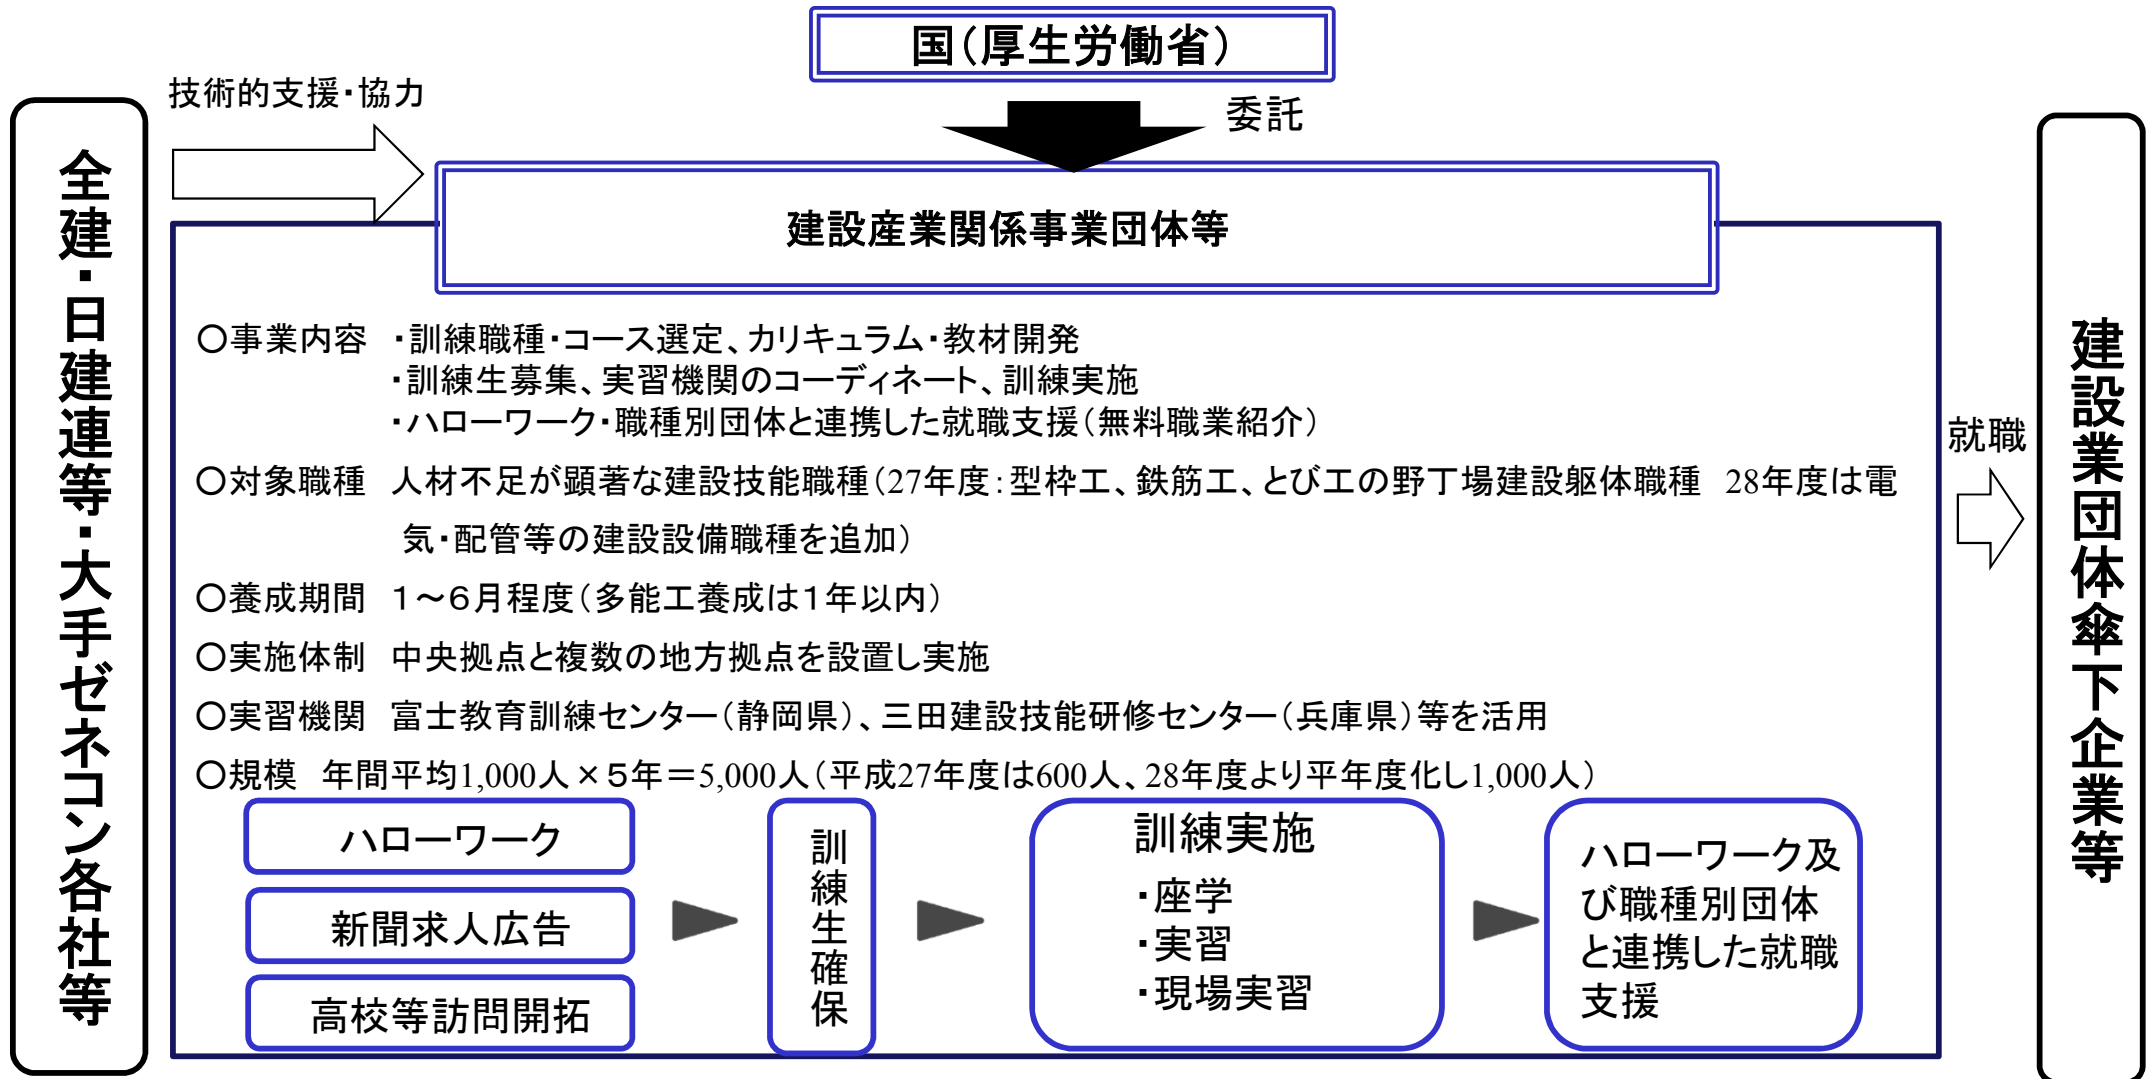 国（厚生労働省）
技術的支援・協力
委託
全建・日建連等・大手ゼネコン各社等
建設産業関係事業団体等
〇事業内容　・訓練職種・コース選定、カリキュラム・教材開発
・訓練生募集、実習機関のコーディネート、訓練実施
・ハローワーク・職種別団体と連携した就職支援（無料職業紹介）
〇対象職種　人材不足が顕著な建設技能職種（27年度：型枠工、鉄筋工、とび工の野丁場建設躯体職種　28年度は電
気・配管等の建設設備職種を追加）
〇養成期間　１～６月程度（多能工養成は１年以内）
〇実施体制　中央拠点と複数の地方拠点を設置し実施
〇実習機関　富士教育訓練センター（静岡県）、三田建設技能研修センター（兵庫県）等を活用
〇規模　年間平均1,000人×５年＝5,000人（平成27年度は600人、28年度より平年度化し1,000人）
ハローワーク
新聞求人広告
高校等訪問開拓
訓練生確保
訓練実施
・座学
・実習
・現場実習
ハローワーク及
び職種別団体
と連携した就職
支援
就職
建設業団体傘下企業等